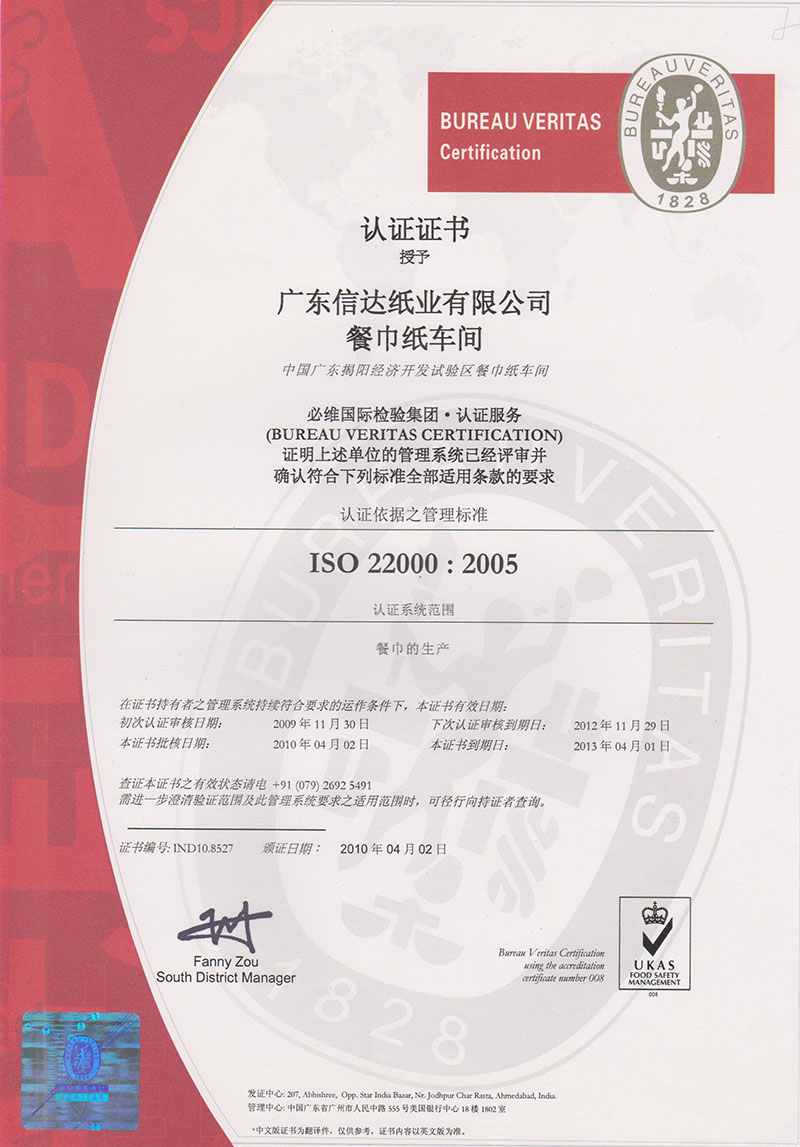 BUREAU VERITAS
Certification
BUREAU VERITAS
1828
认证证书
授予
广东信达纸业有限公司
餐巾纸车间
中国广东揭阳经济开发试验区餐巾纸车间
必维国际检验集团·认证服务
(BUREAU VERITAS CERTIFICATION)
证明上述单位的管理系统已经评审并
确认符合下列标准全部适用条款的要求
认证依据之管理标准
ISO 22000 : 2005
认证系统范围
餐巾的生产
在证书持有者之管理系统持续符合要求的运作条件下，本证书有效日期:
初次认证审核日期: 2009 年 11 月 30 日 下次认证审核到期日: 2012 年 11 月 29 日
本证书批核日期: 2010 年 04 月 02 日 本证书到期日: 2013 年 04 月 01 日
查证本证书之有效状态请电 +91 (079) 2692 5491
需进一步澄清验证范围及此管理系统要求之适用范围时，可径行向持证者查询。
证书编号: IND10.8527 颁证日期： 2010 年 04 月 02 日
Fanny Zou
South District Manager
Bureau Veritas Certification
using the accreditation
certificate number 008
UKAS
FOOD SAFETY
MANAGEMENT
008
BUREAU VERITAS
1828
发证中心: 207, Abhishree, Opp. Star India Bazar, Nr. Jodhpur Char Rasta, Ahmedabad, India.
管理中心: 中国广东省广州市人民中路 555 号美国银行中心 18 楼 1802 室
*中文版证书为翻译件，仅供参考，证书内容以英文版为准。